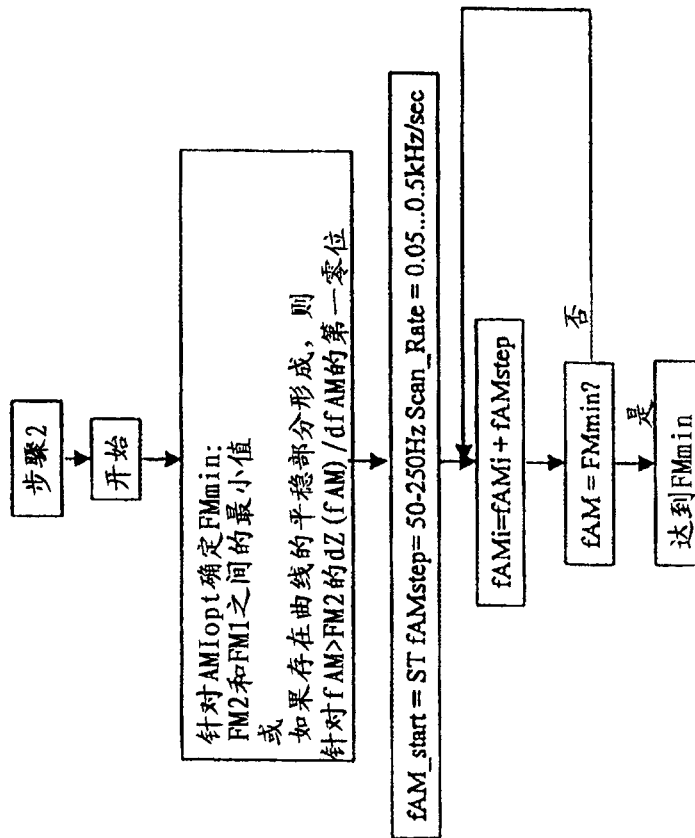 步骤2
开始
针对AMIopt确定FMmin:
FM2和FM1之间的最小值
或
如果存在曲线的平稳部分形成，则
针对fAM>FM2的dZ(fAM)/dfAM的第一零位
fAM_start = ST fAMstep= 50-250Hz Scan_Rate = 0.05...0.5kHz/sec
fAMi=fAMi + fAMstep
fAM = FMmin?
否
是
达到FMmin